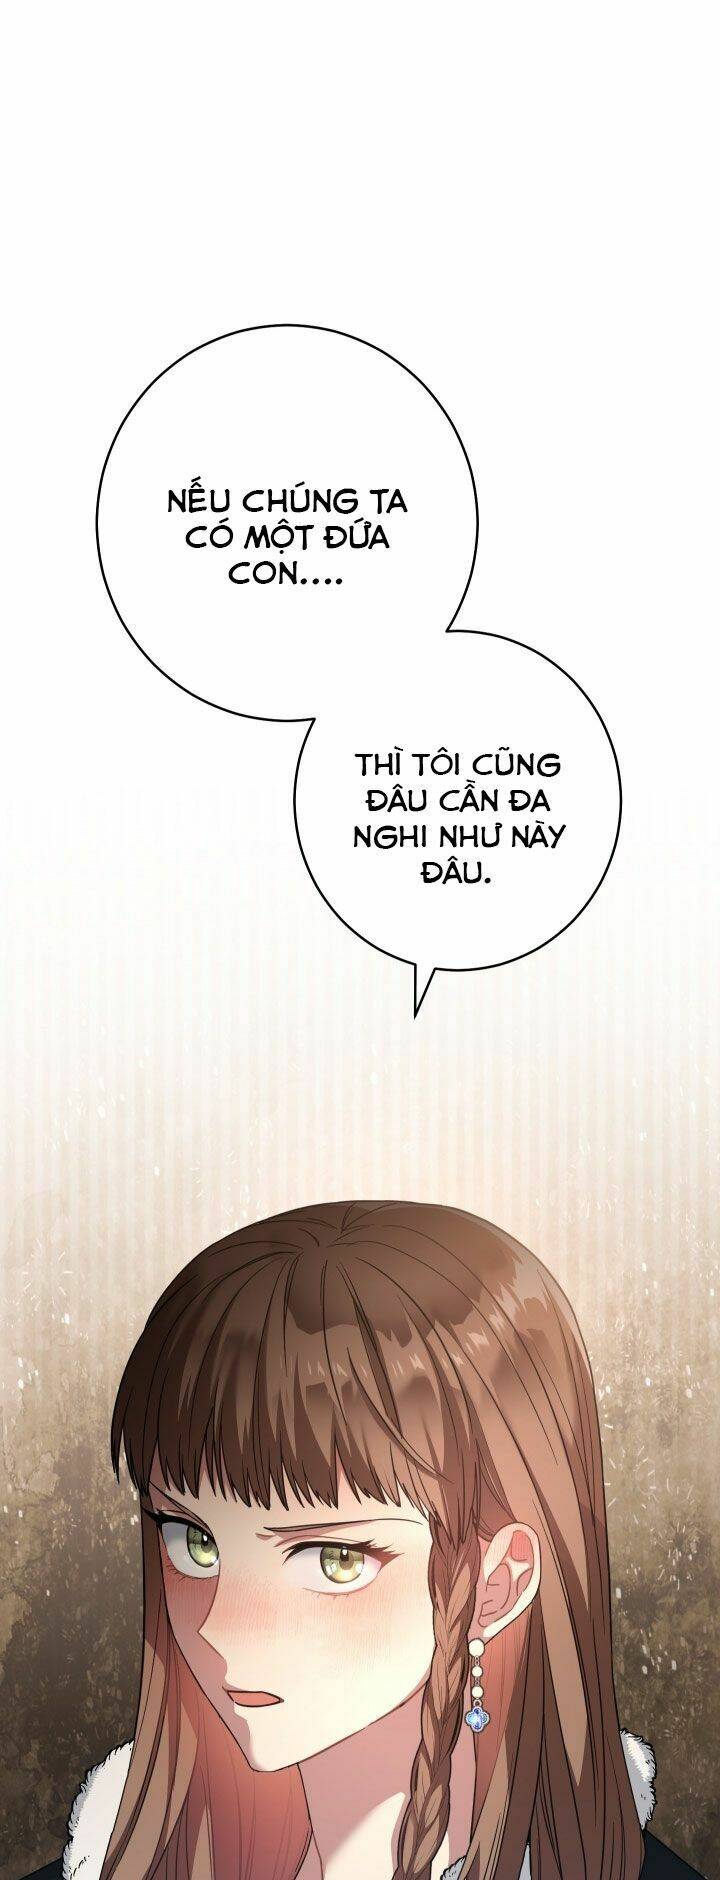 NẾU CHÚNG TA
CÓ MỘT ĐỨA
CON....
THÌ TÔI CŨNG
ĐÂU CẦN ĐA
NGHI NHƯ NÀY
ĐÂU.